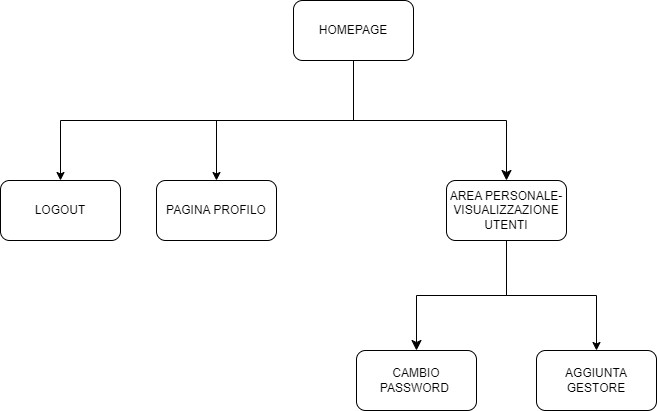 HOMEPAGE
LOGOUT
PAGINA PROFILO
AREA PERSONALE-
VISUALIZZAZIONE
UTENTI
CAMBIO
PASSWORD
AGGIUNTA
GESTORE